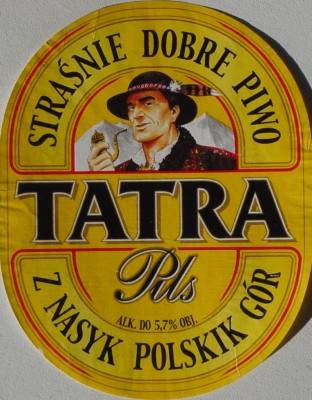 STRAŚNIE DOBRE PIWO
TATRA
Pils
ALK. DO 5,7% OBJ.
Z NASYK POLSKIK GÓR